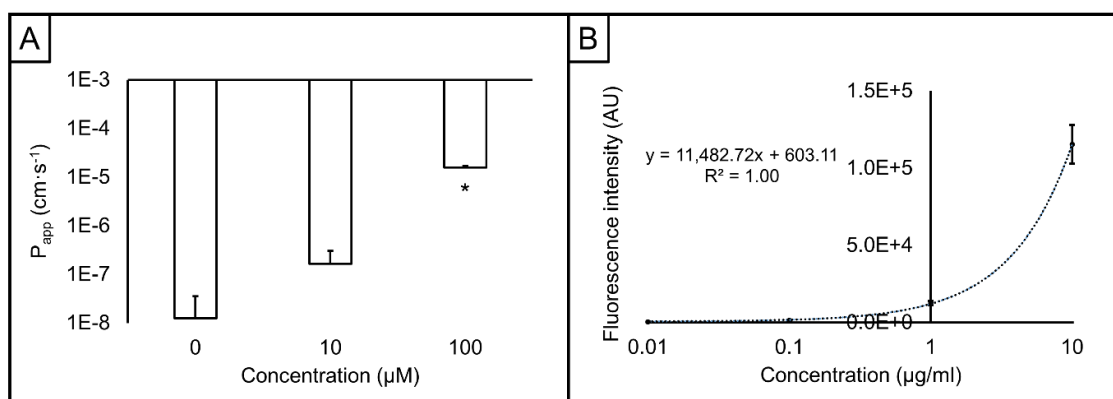 A
1E-3
1E-4
1E-5
1E-6
1E-7
1E-8
P_app (cm·s⁻¹)
*
0 10 100
Concentration (µM)
B
Fluorescence intensity (AU)
1.5E+5
1.0E+5
5.0E+4
0.0E+0
y = 11,482.72x + 603.11
R² = 1.00
0.01 0.1 1 10
Concentration (µg/ml)